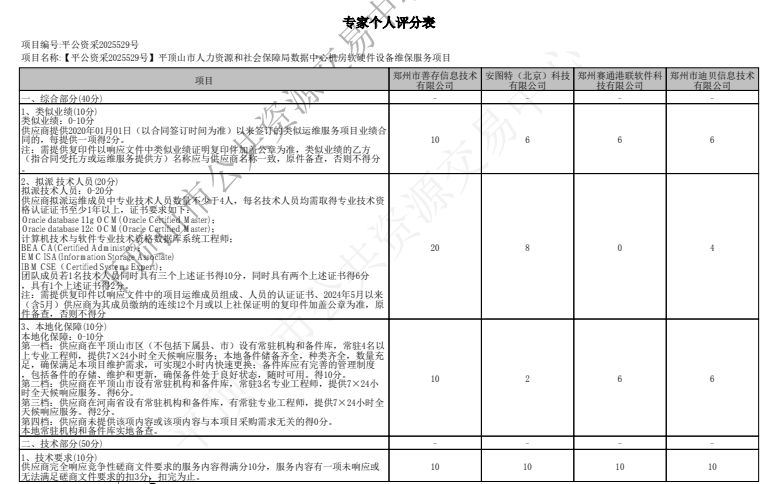 专家个人评分表
项目编号:平公资采2025529号
项目名称:【平公资采2025529号】平顶山市人力资源和社会保障局数据中心机房软硬件设备维保服务项目
项目 郑州市善存信息技术有限公司 安图特（北京）科技有限公司 郑州赛通港联软件科技有限公司 郑州市迪贝信息技术有限公司
一、综合部分(40分) - - - -
1、类似业绩(10分)
类似业绩：0-10分
供应商提供2020年01月01日（以合同签订时间为准）以来签订的类似运维服务项目业绩合
同的，每提供一项得2分。
注：需提供复印件以响应文件中类似业绩证明复印件加盖公章为准，类似业绩的乙方
（指合同受托方或运维服务提供方）名称应与供应商名称一致，原件备查，否则不得分
。
10 6 6 6
2、拟派 技术人员(20分)
拟派技术人员：0-20分
供应商拟派运维成员中专业技术人员数量不少于4人，每名技术人员均需取得专业技术资
格认证证书至少1年以上，证书要求如下：
Oracle database 11g OCM(Oracle Certified Master)；
Oracle database 12c OCM(Oracle Certified Master)；
计算机技术与软件专业技术资格数据库系统工程师；
BEA CA(Certified Administor)；
EMC ISA(Information Storage Associate)
IBM CSE（Certified Systems Expert)；
团队成员若1名技术人员同时具有三个上述证书得10分，同时具有两个上述证书得6分
，具有1个上述证书得2分。
注：需提供复印件以响应文件中的项目运维成员组成、人员的认证证书、2024年5月以来
（含5月）供应商为其成员缴纳的连续12个月或以上社保证明的复印件加盖公章为准，原
件备查，否则不得分
20 8 0 4
3、本地化保障(10分)
本地化保障：0-10分
第一档：供应商在平顶山市区（不包括下属县、市）设有常驻机构和备件库，常驻4名以
上专业工程师，提供7×24小时全天候响应服务；本地备件储备齐全，种类齐全，数量充
足，确保满足本项目维护需求，可实现2小时内快速更换；备件库应有完善的管理制度
，包括备件的存储、维护和更新，确保备件处于良好状态，随时可用。得10分。
第二档：供应商在平顶山市设有常驻机构和备件库，常驻3名专业工程师，提供7×24小
时全天候响应服务。得6分。
第三档：供应商在河南省设有常驻机构和备件库，有常驻专业工程师，提供7×24小时全
天候响应服务。得2分。
第四档：供应商未提供该项内容或该项内容与本项目采购需求无关的得0分。
本地常驻机构和备件库实地备查。
10 2 6 6
二、技术部分(50分) - - - -
1、技术要求(10分)
供应商完全响应竞争性磋商文件要求的服务内容得满分10分，服务内容有一项未响应或
无法满足磋商文件要求的扣3分，扣完为止。
10 10 10 10